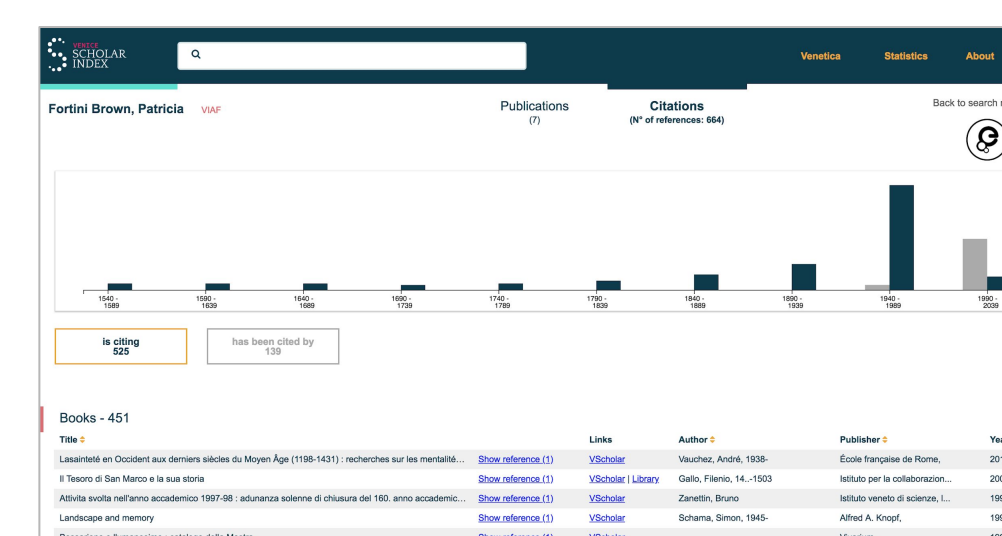 VENICE
SCHOLAR
INDEX
Venetica Statistics About
Fortini Brown, Patricia VIAF
Publications
(7)
Citations
(N° of references: 664)
Back to search
1540 - 1589
1590 - 1639
1640 - 1689
1690 - 1739
1740 - 1789
1790 - 1839
1840 - 1889
1890 - 1939
1940 - 1989
1990 - 2039
is citing
525
has been cited by
139
Books - 451
Title Links Author Publisher
Lasainteté en Occident aux derniers siècles du Moyen Âge (1198-1431) : recherches sur les mentalité... Show reference (1) VScholar Vauchez, André, 1938- École française de Rome,
Il Tesoro di San Marco e la sua storia Show reference (1) VScholar | Library Gallo, Filenio, 14..-1503 Istituto per la collaborazion...
Attivita svolta nell'anno accademico 1997-98 : adunanza solenne di chiusura del 160. anno accademic... Show reference (1) VScholar Zanettin, Bruno Istituto veneto di scienze, l...
Landscape and memory Show reference (1) VScholar Schama, Simon, 1945- Alfred A. Knopf,